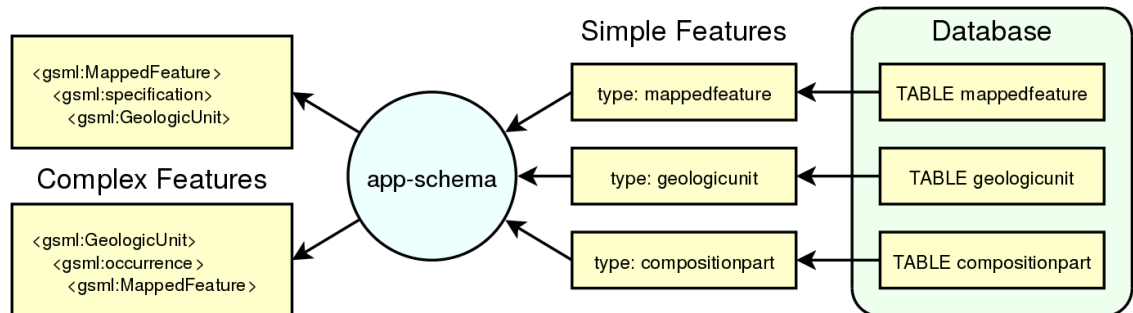 Simple Features
Database
<gsml:MappedFeature>
<gsml:specification>
<gsml:GeologicUnit>
type: mappedfeature
TABLE mappedfeature
Complex Features
app-schema
type: geologicunit
TABLE geologicunit
<gsml:GeologicUnit>
<gsml:occurrence>
<gsml:MappedFeature>
type: compositionpart
TABLE compositionpart